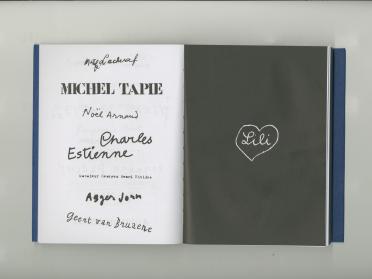 MICHEL TAPIE
Noël Arnaud
Charles
Estienne
Asger Jorn
Geert van Bruaene
Lili